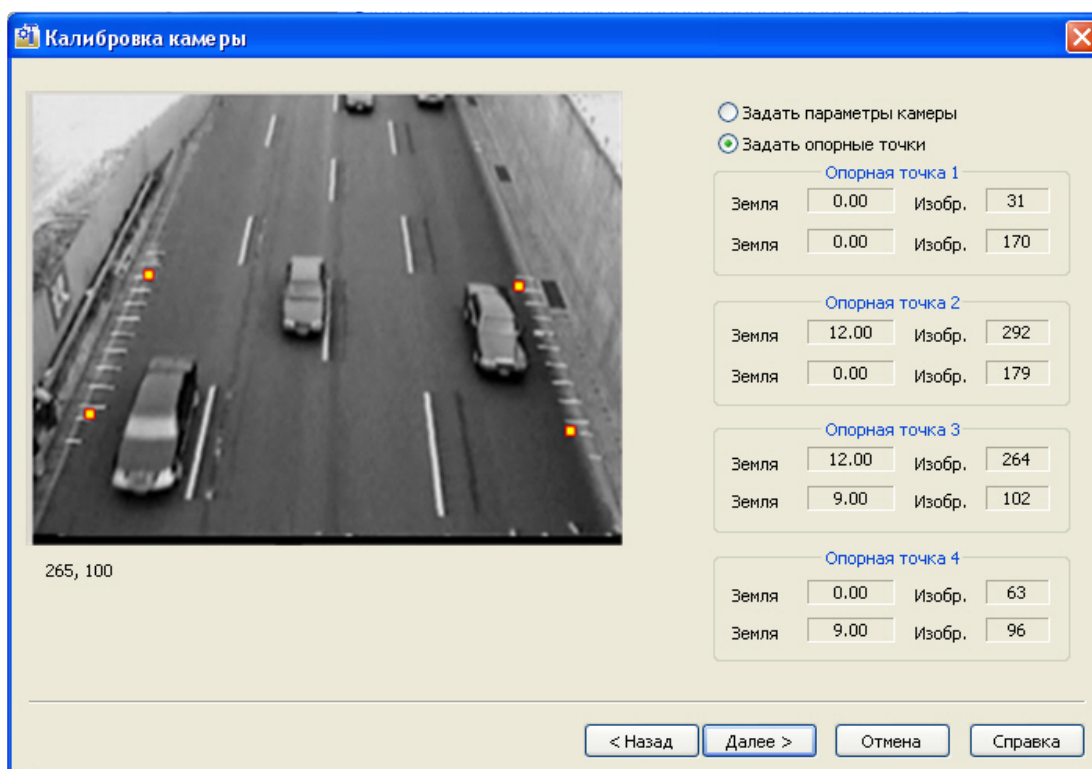 Калибровка камеры
Задать параметры камеры
Задать опорные точки
Опорная точка 1
Земля 0.00 Изобр. 31
Земля 0.00 Изобр. 170
Опорная точка 2
Земля 12.00 Изобр. 292
Земля 0.00 Изобр. 179
Опорная точка 3
Земля 12.00 Изобр. 264
Земля 9.00 Изобр. 102
Опорная точка 4
Земля 0.00 Изобр. 63
Земля 9.00 Изобр. 96
265, 100
< Назад Далее > Отмена Справка